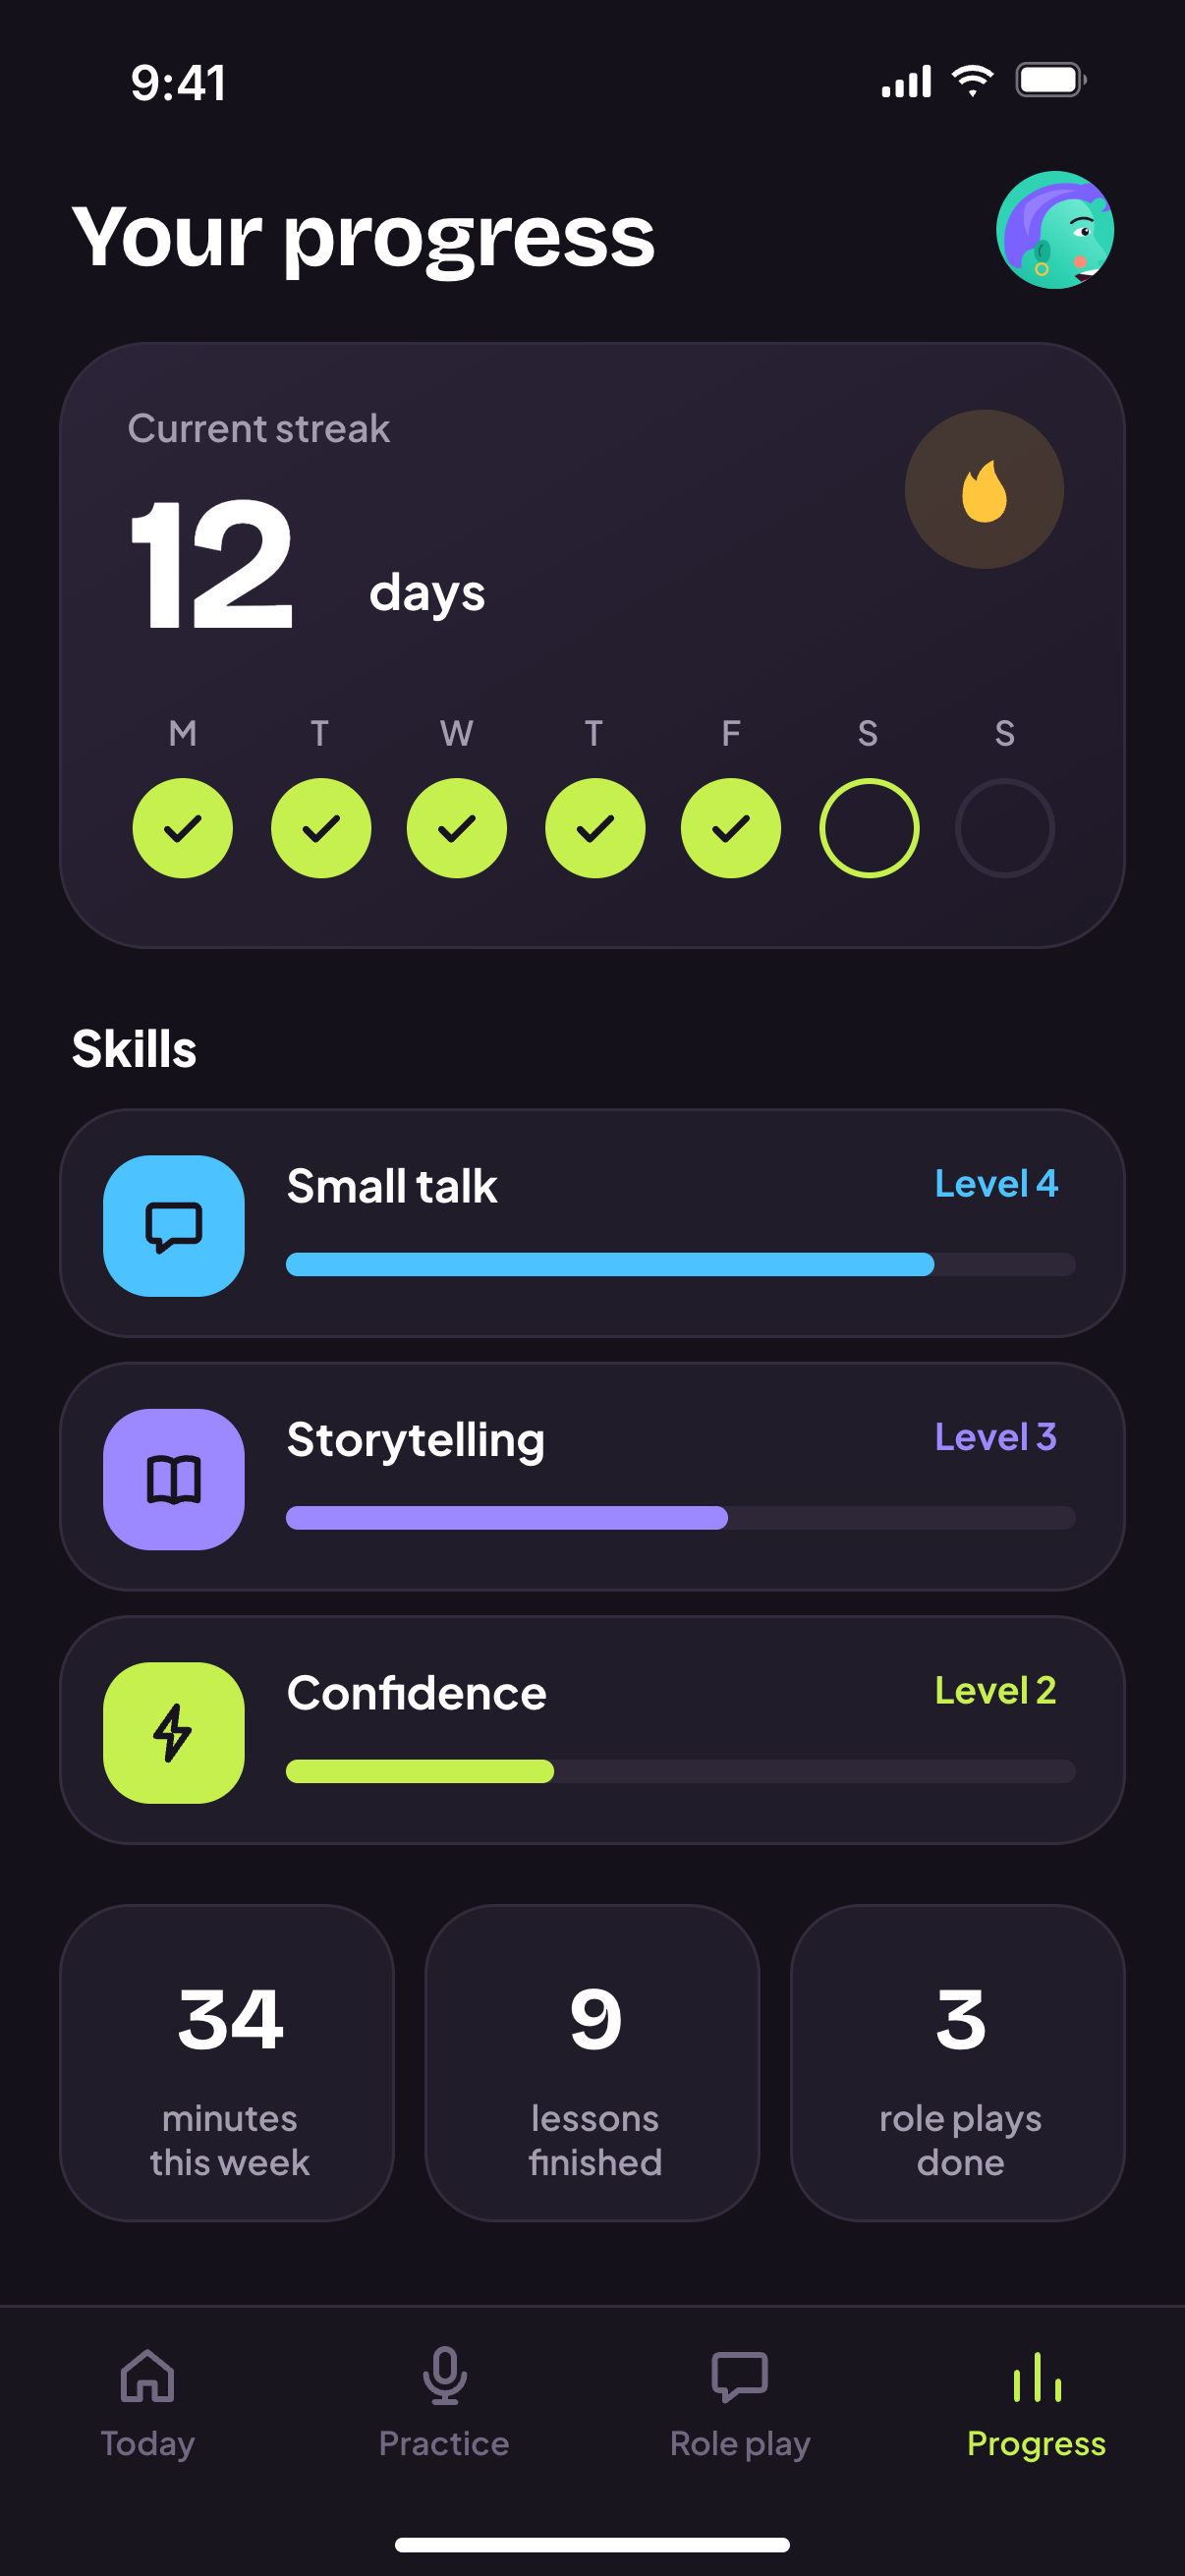 9:41
Your progress
Current streak
12 days
M T W T F S S
Skills
Small talk Level 4
Storytelling Level 3
Confidence Level 2
34 9 3
minutes lessons role plays
this week finished done
Today Practice Role play Progress